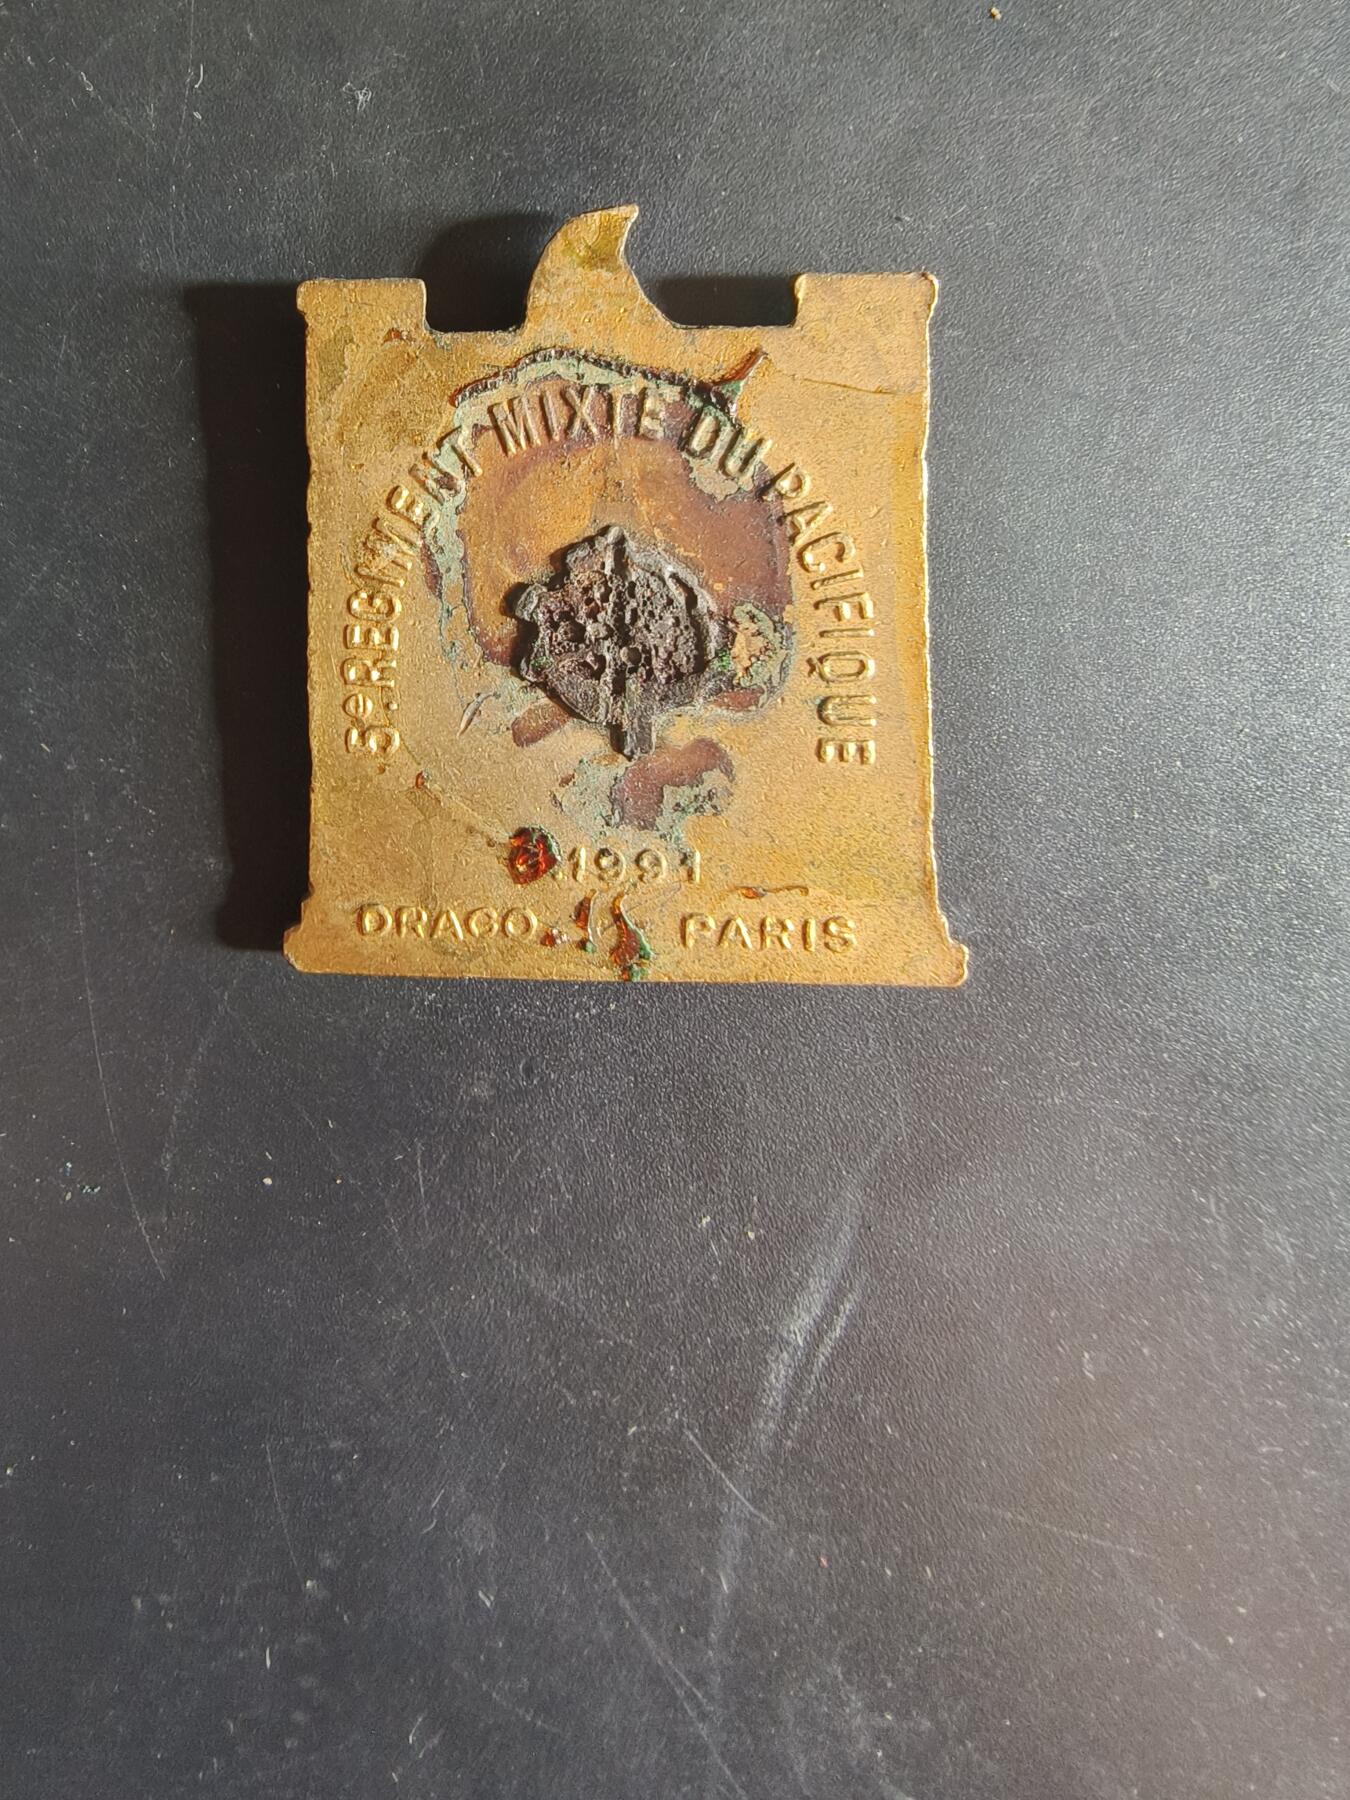 5e REGIMENT MIXTE DU PACIFIQUE
1991
DRAGO PARIS